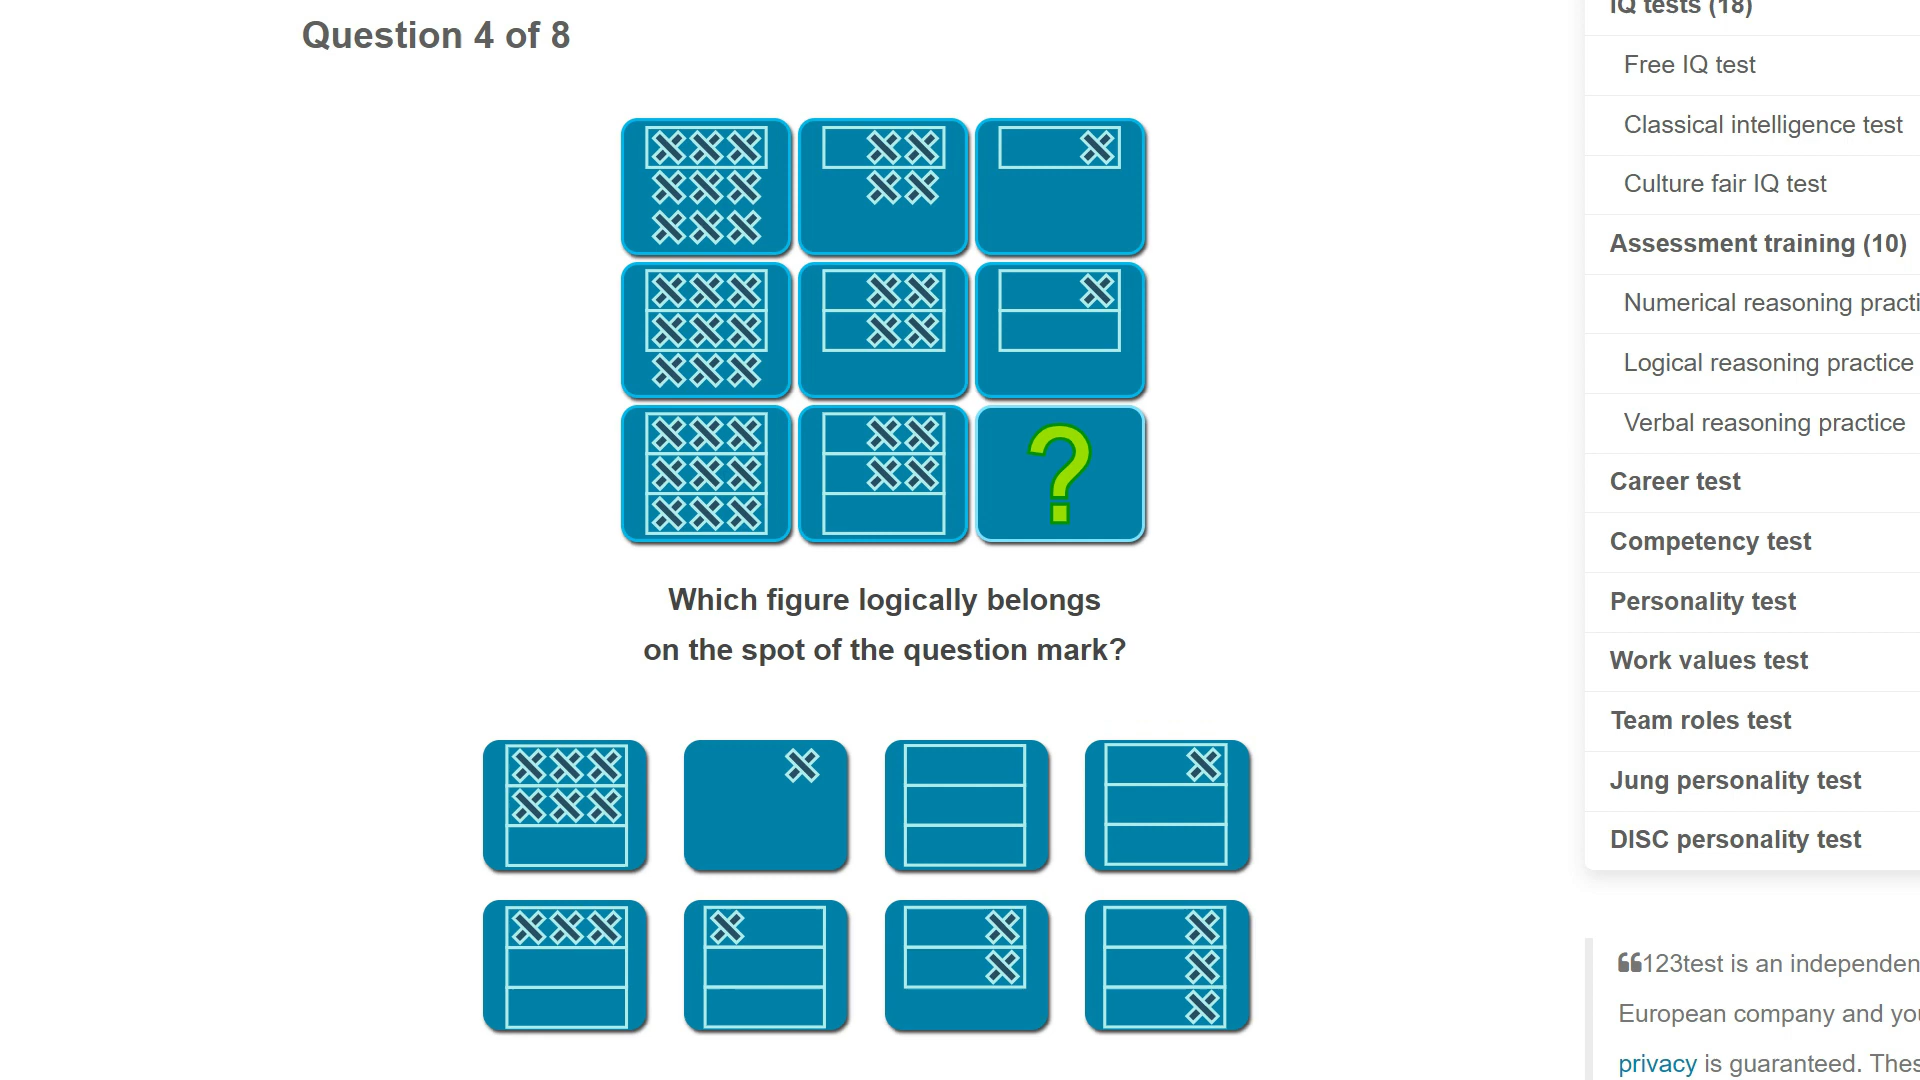 Question 4 of 8
?
Which figure logically belongs
on the spot of the question mark?
IQ tests (18)
Free IQ test
Classical intelligence test
Culture fair IQ test
Assessment training (10)
Numerical reasoning practi
Logical reasoning practice
Verbal reasoning practice
Career test
Competency test
Personality test
Work values test
Team roles test
Jung personality test
DISC personality test
❝123test is an independen
European company and you
privacy is guaranteed. Thes